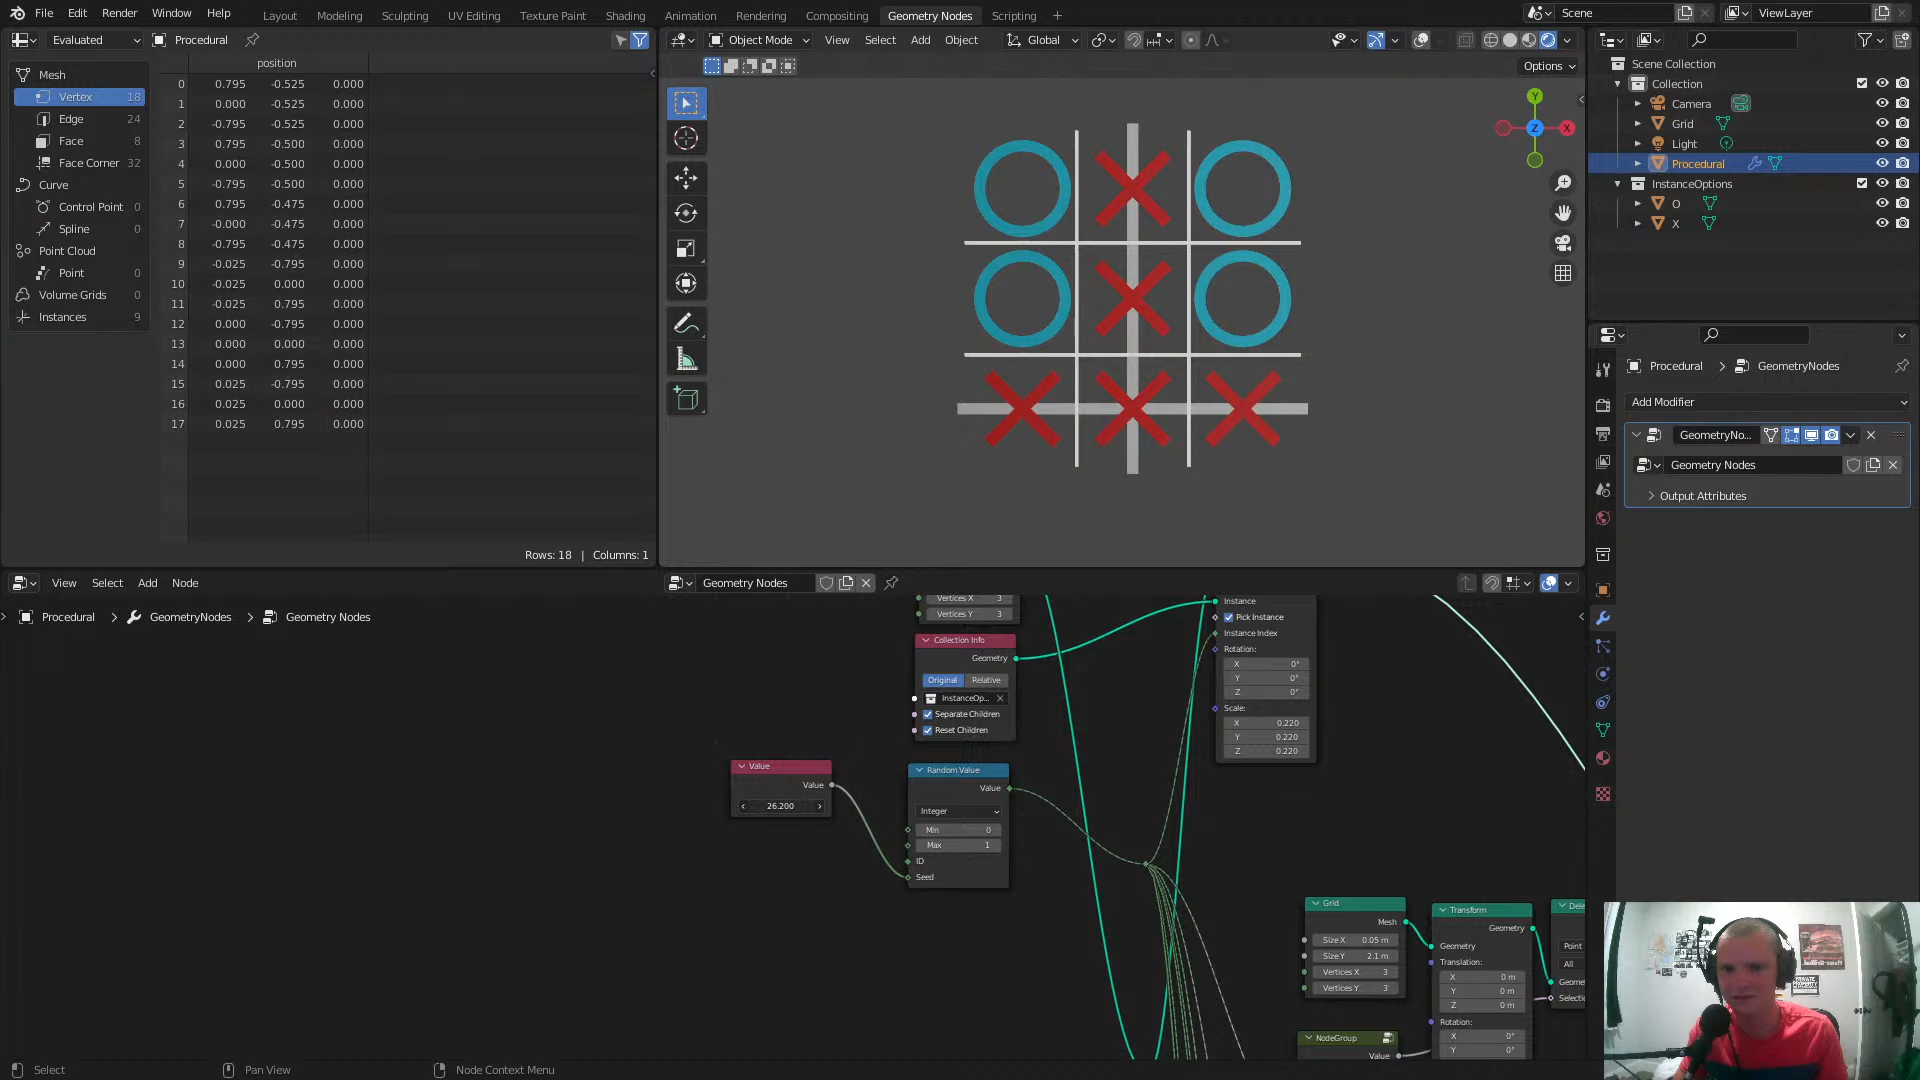 File Edit Render Window Help Layout Modeling Sculpting UV Editing Texture Paint Shading Animation Rendering Compositing Geometry Nodes Scripting + Scene ViewLayer
Evaluated Procedural
Object Mode View Select Add Object Global
Options
position
Mesh
Vertex 18
Edge 24
Face 8
Face Corner 32
Curve
Control Point 0
Spline 0
Point Cloud
Point 0
Volume Grids 0
Instances 9
0 0.795 -0.525 0.000
1 0.000 -0.525 0.000
2 -0.795 -0.525 0.000
3 0.795 -0.500 0.000
4 0.000 -0.500 0.000
5 -0.795 -0.500 0.000
6 0.795 -0.475 0.000
7 -0.000 -0.475 0.000
8 -0.795 -0.475 0.000
9 -0.025 -0.795 0.000
10 -0.025 0.000 0.000
11 -0.025 0.795 0.000
12 0.000 -0.795 0.000
13 0.000 0.000 0.000
14 0.000 0.795 0.000
15 0.025 -0.795 0.000
16 0.025 0.000 0.000
17 0.025 0.795 0.000
Rows: 18 | Columns: 1
Y
Z
X
Scene Collection
Collection
Camera
Grid
Light
Procedural
InstanceOptions
O
X
Procedural > GeometryNodes
Add Modifier
GeometryNo...
Geometry Nodes
Output Attributes
View Select Add Node
Geometry Nodes
Procedural > GeometryNodes > Geometry Nodes
Vertices X 3
Vertices Y 3
Collection Info
Geometry
Original Relative
InstanceOp...
Separate Children
Reset Children
Value
Value
26.200
Random Value
Value
Integer
Min 0
Max 1
ID
Seed
Instance
Pick Instance
Instance Index
Rotation:
X 0°
Y 0°
Z 0°
Scale:
X 0.220
Y 0.220
Z 0.220
Grid
Mesh
Size X 0.05 m
Size Y 2.1 m
Vertices X 3
Vertices Y 3
NodeGroup
Value
Transform
Geometry
Geometry
Translation:
X 0 m
Y 0 m
Z 0 m
Rotation:
X 0°
Y 0°
Dele
Point
All
Geome
Selectio
Select
Pan View
Node Context Menu